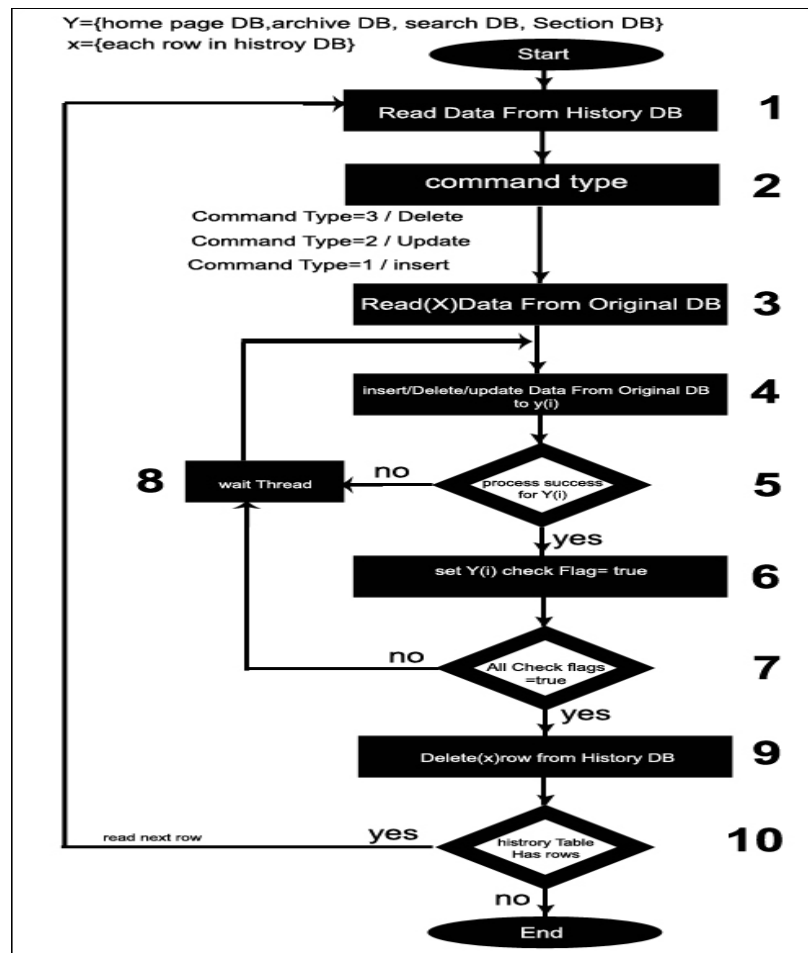 Y={home page DB,archive DB, search DB, Section DB}
x={each row in histroy DB}
Start
Read Data From History DB
1
command type
2
Command Type=3 / Delete
Command Type=2 / Update
Command Type=1 / insert
Read(X)Data From Original DB
3
insert/Delete/update Data From Original DB
to y(i)
4
8
wait Thread
no
process success
for Y(i)
5
yes
set Y(i) check Flag= true
6
no
All Check flags
=true
7
yes
Delete(x)row from History DB
9
read next row
yes
histrory Table
Has rows
10
no
End